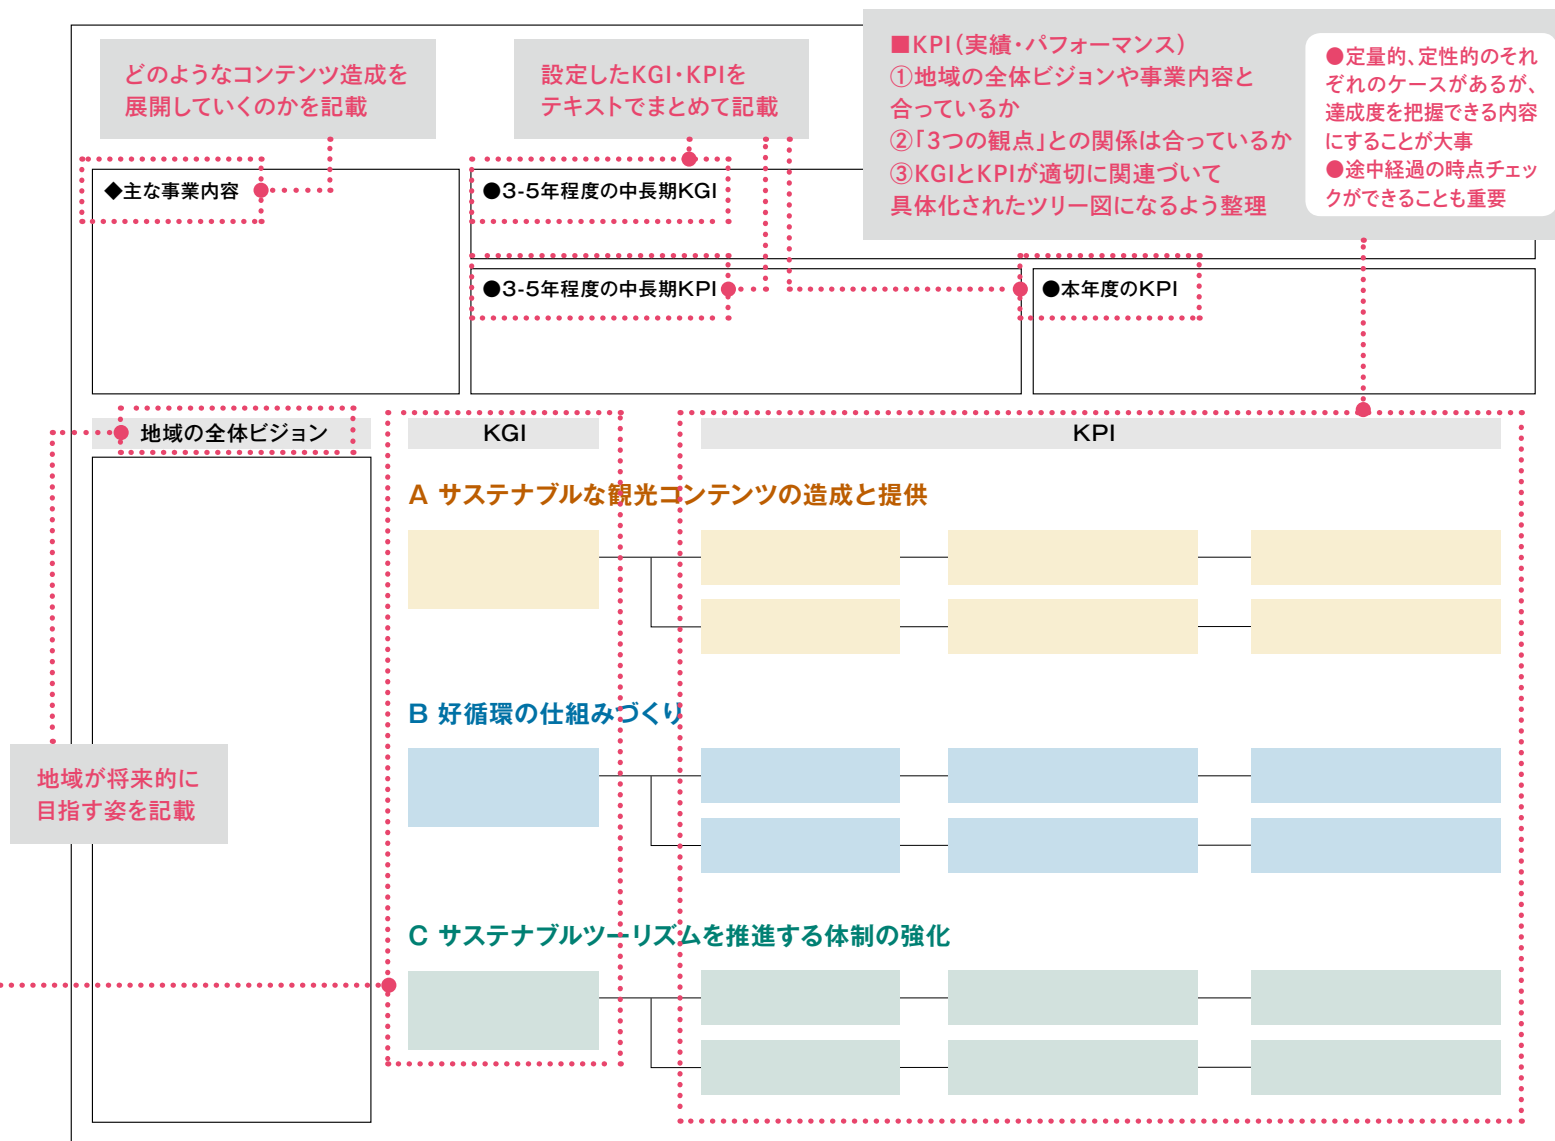 どのようなコンテンツ造成を
展開していくのかを記載
設定したKGI・KPIを
テキストでまとめて記載
■KPI（実績・パフォーマンス）
①地域の全体ビジョンや事業内容と
合っているか
②「3つの観点」との関係は合っているか
③KGIとKPIが適切に関連づいて
具体化されたツリー図になるよう整理
●定量的、定性的のそれ
ぞれのケースがあるが、
達成度を把握できる内容
にすることが大事
●途中経過の時点チェッ
クができることも重要
◆主な事業内容
●3-5年程度の中長期KGI
●3-5年程度の中長期KPI
●本年度のKPI
地域の全体ビジョン
KGI
KPI
A サステナブルな観光コンテンツの造成と提供
B 好循環の仕組みづくり
地域が将来的に
目指す姿を記載
C サステナブルツーリズムを推進する体制の強化